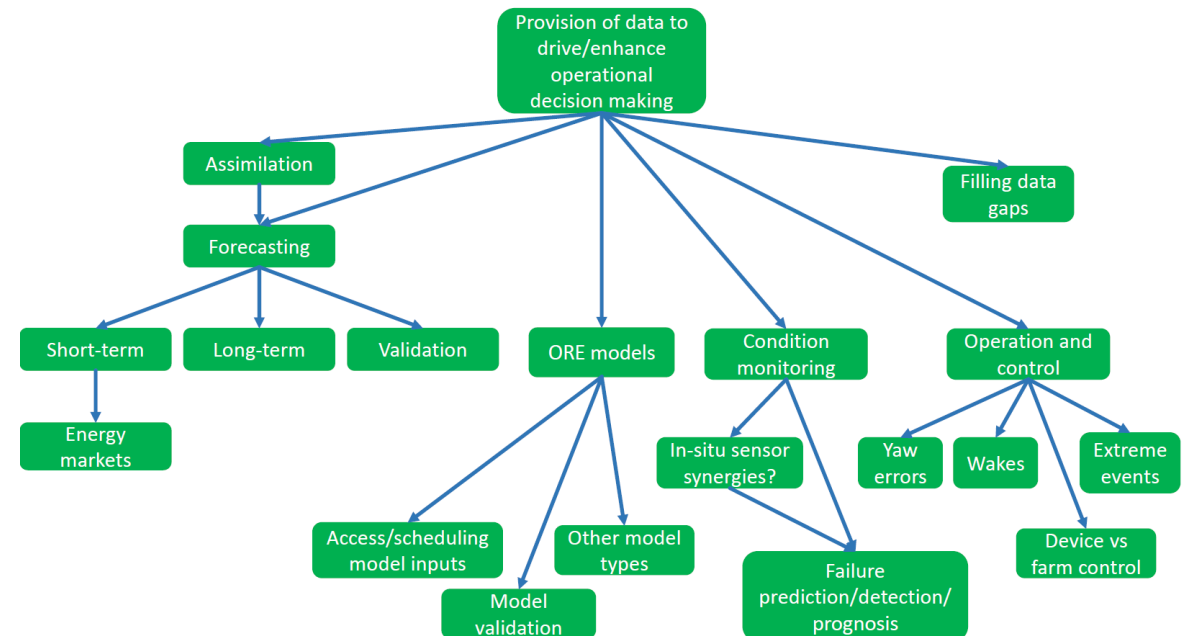 Provision of data to
drive/enhance
operational
decision making
Assimilation
Filling data
gaps
Forecasting
Short-term
Long-term
Validation
ORE models
Condition
monitoring
Operation and
control
Energy
markets
In-situ sensor
synergies?
Yaw
errors
Wakes
Extreme
events
Access/scheduling
model inputs
Other model
types
Device vs
farm control
Model
validation
Failure
prediction/detection/
prognosis